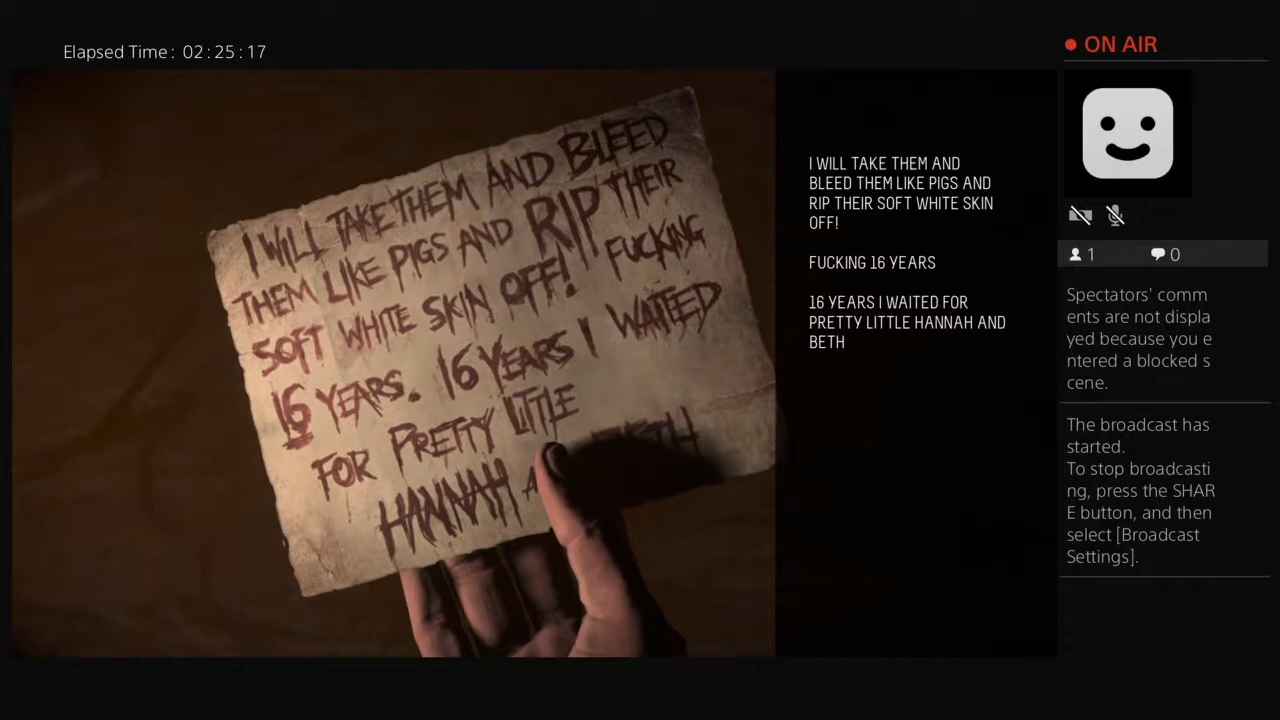 Elapsed Time: 02:25:17
ON AIR
I WILL TAKE THEM AND BLEED
THEM LIKE PIGS AND RIP THEIR
SOFT WHITE SKIN OFF! FUCKING
16 YEARS. 16 YEARS I WAITED
FOR PRETTY LITTLE
HANNAH A BETH
I WILL TAKE THEM AND
BLEED THEM LIKE PIGS AND
RIP THEIR SOFT WHITE SKIN
OFF!
FUCKING 16 YEARS
16 YEARS I WAITED FOR
PRETTY LITTLE HANNAH AND
BETH
1
0
Spectators' comm
ents are not displa
yed because you e
ntered a blocked s
cene.
The broadcast has
started.
To stop broadcasti
ng, press the SHAR
E button, and then
select [Broadcast
Settings].